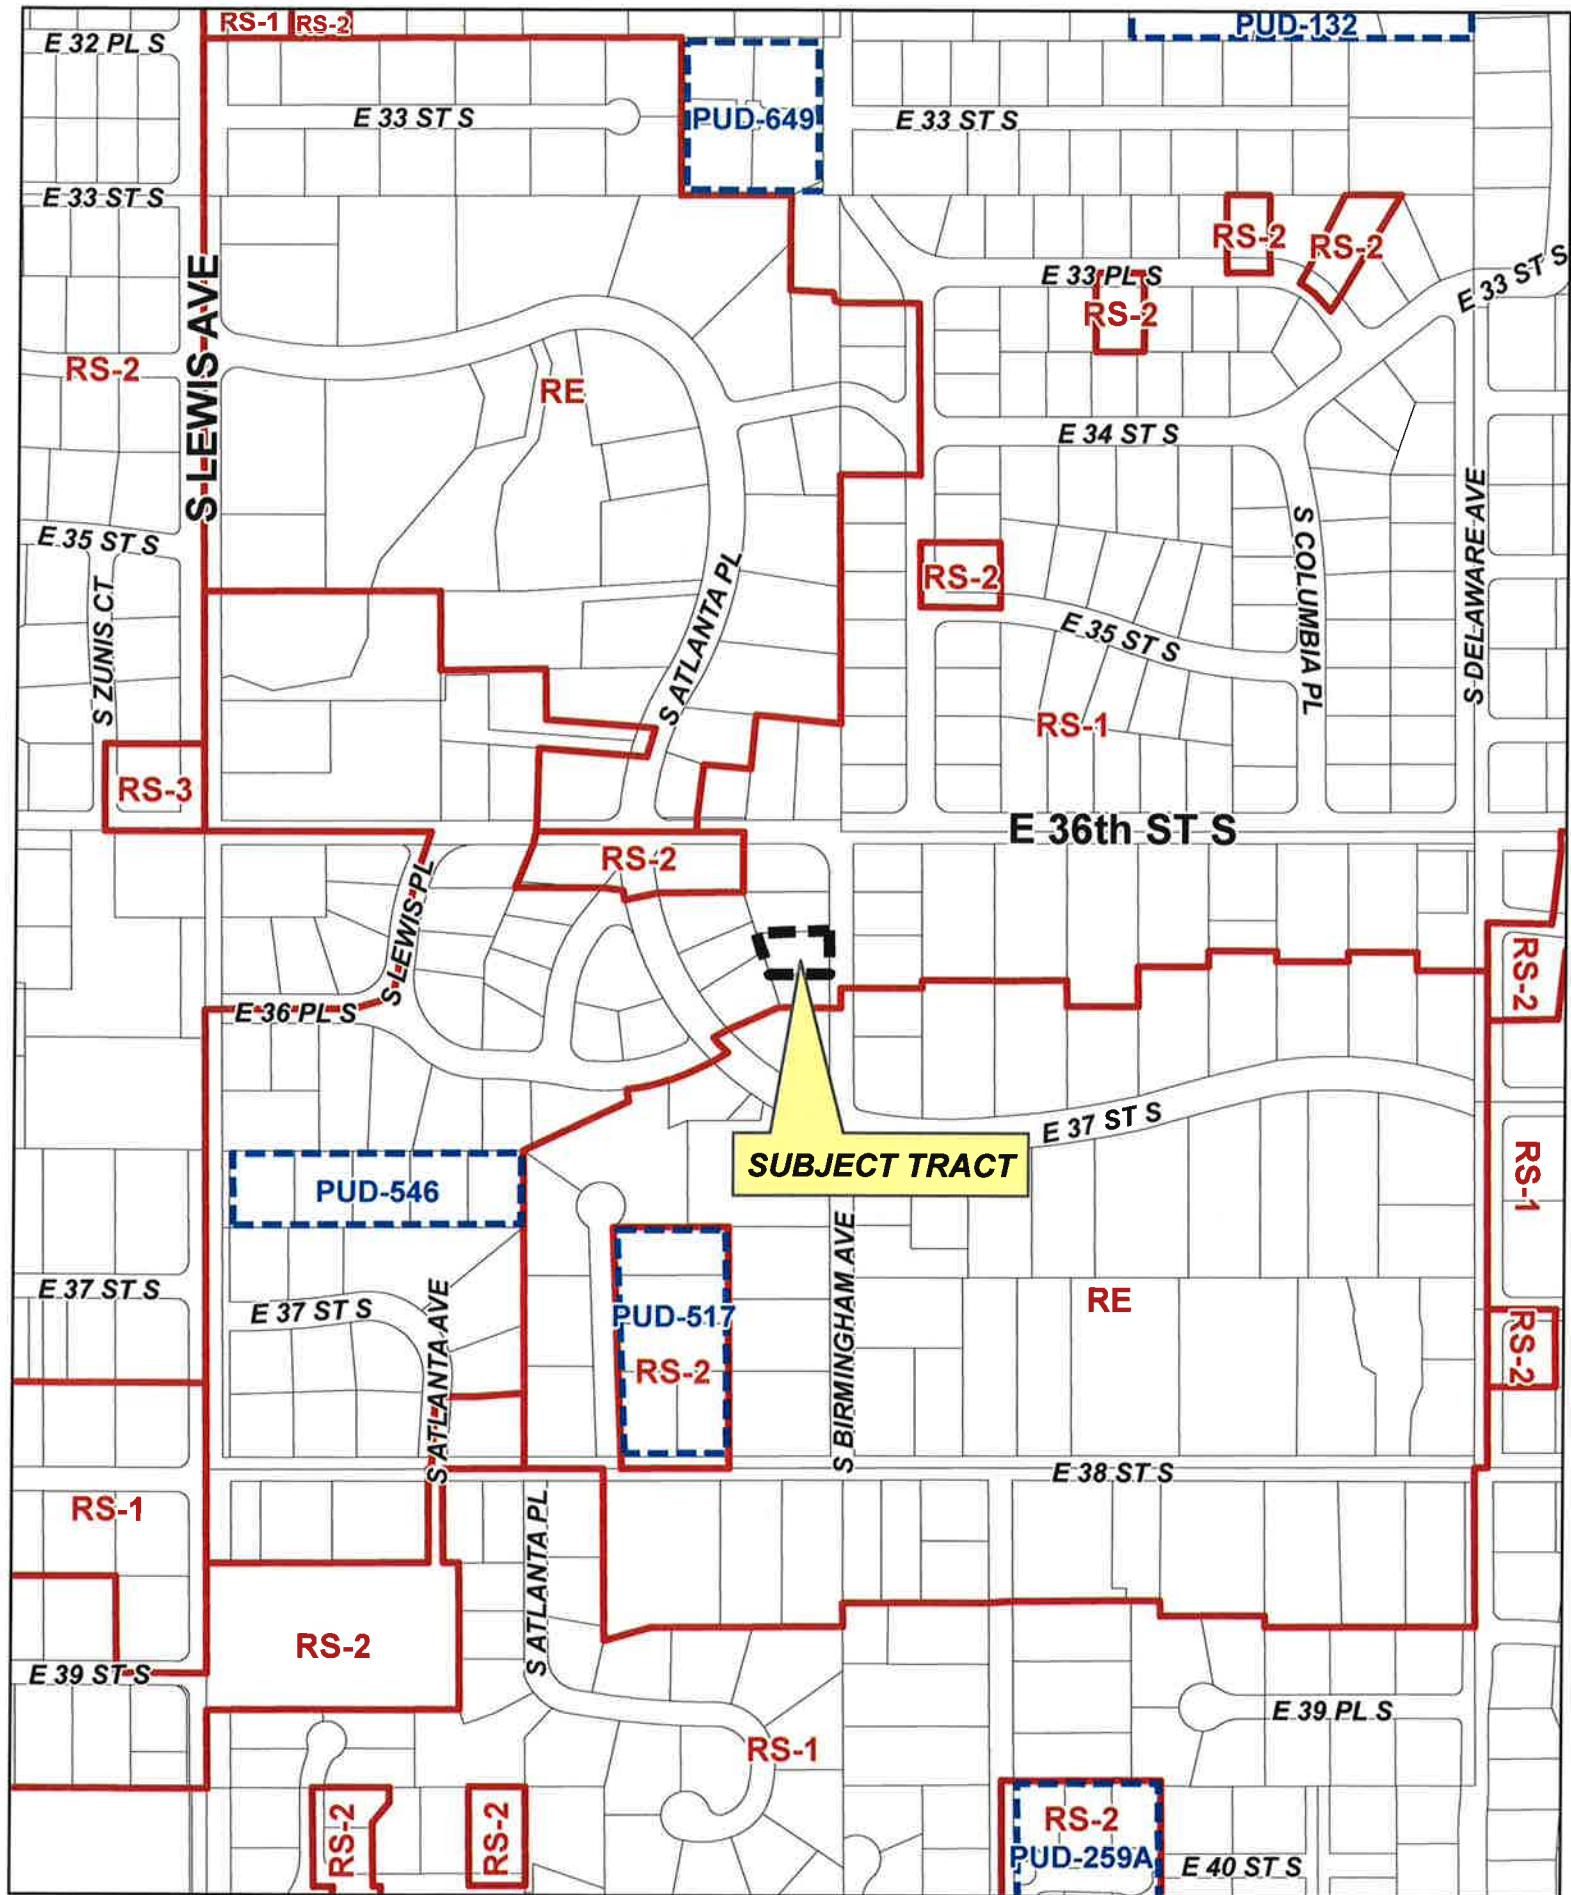 RS-1
RS-2
PUD-132
E 32 PL S
E 33 ST S
PUD-649
E 33 ST S
E 33 ST S
RS-2
RS-2
E 33 PL S
E 33 ST S
RS-2
S LEWIS AVE
RS-2
RE
E 34 ST S
E 35 ST S
S ZUNIS CT
S ATLANTA PL
RS-2
E 35 ST S
S COLUMBIA PL
S DELAWARE AVE
RS-1
RS-3
E 36th ST S
RS-2
S LEWIS PL
E 36 PL S
RS-2
E 37 ST S
SUBJECT TRACT
RS-1
PUD-546
E 37 ST S
E 37 ST S
S ATLANTA AVE
PUD-517
RS-2
S BIRMINGHAM AVE
RE
RS-2
E 38 ST S
RS-1
S ATLANTA PL
RS-2
E 39 ST S
E 39 PL S
RS-1
RS-2
RS-2
RS-2
PUD-259A
E 40 ST S